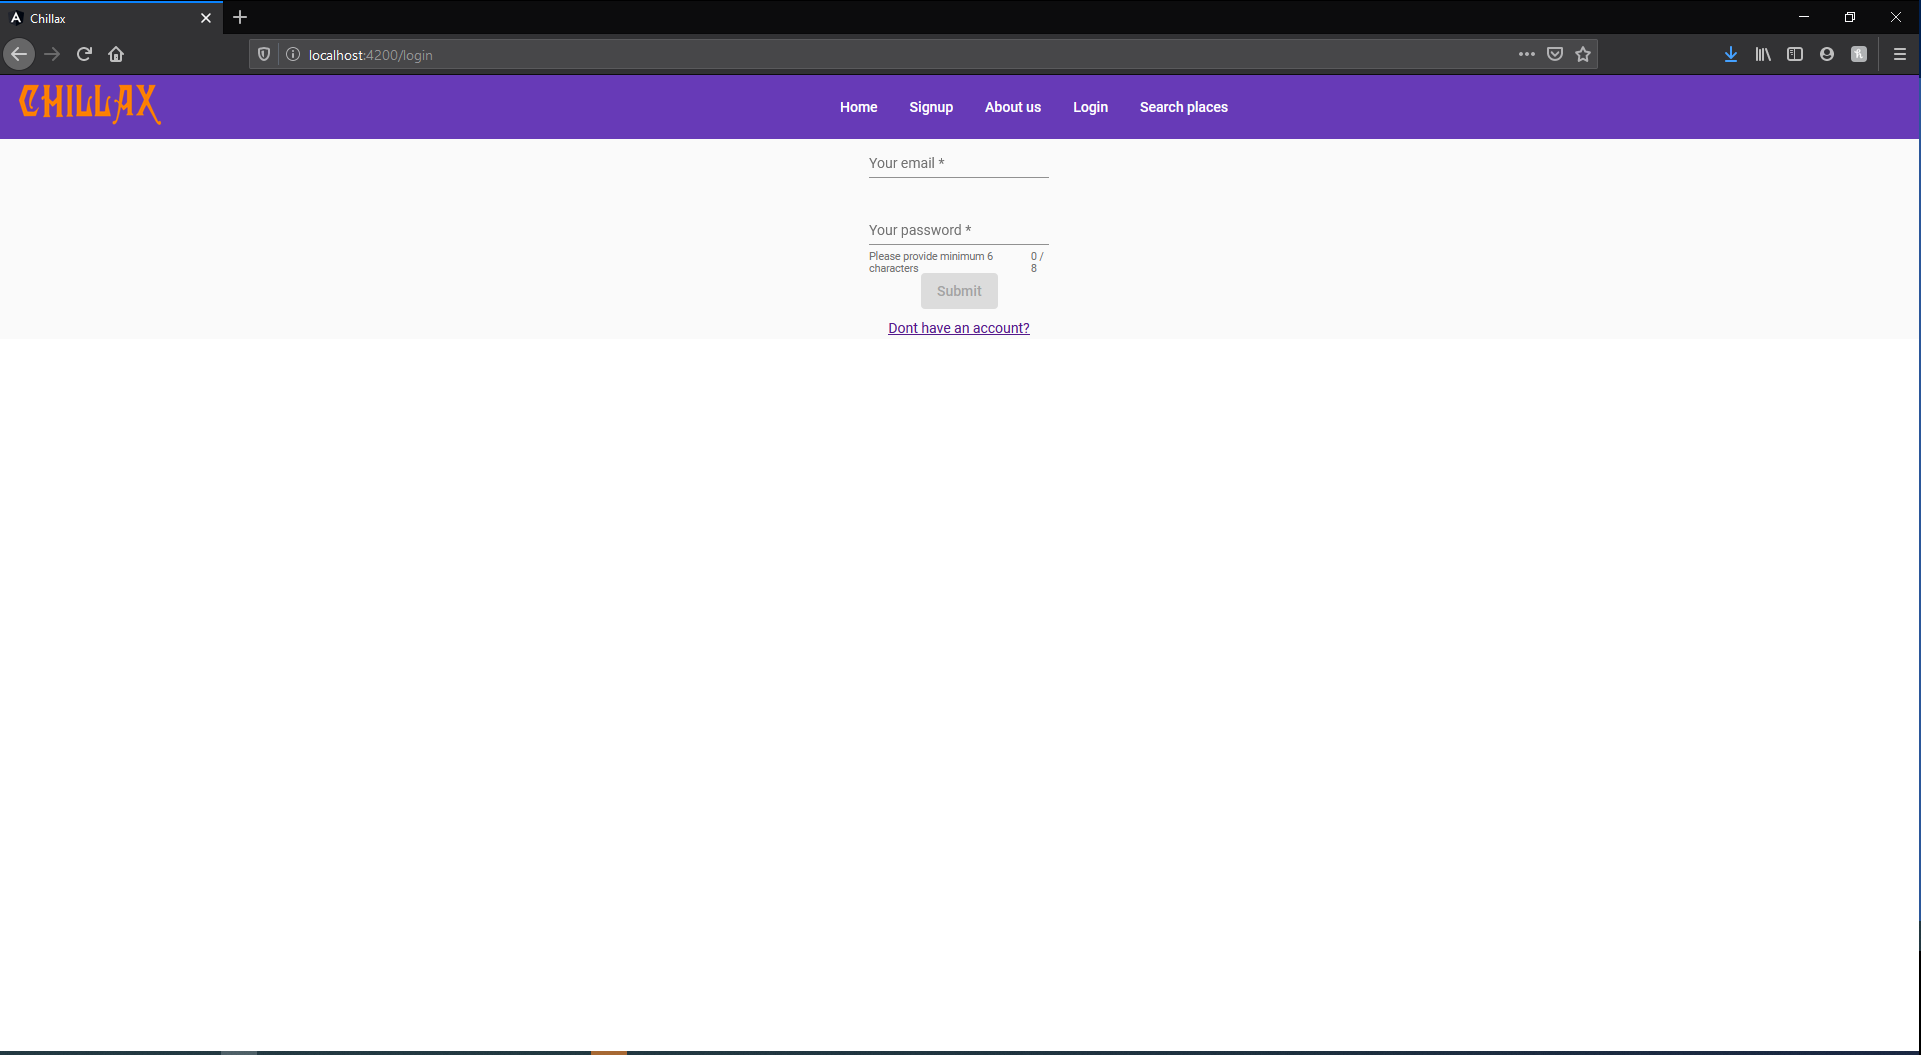 Chillax
localhost:4200/login
CHILLAX
Home Signup About us Login Search places
Your email *
Your password *
Please provide minimum 6 0 /
characters 8
Submit
Dont have an account?